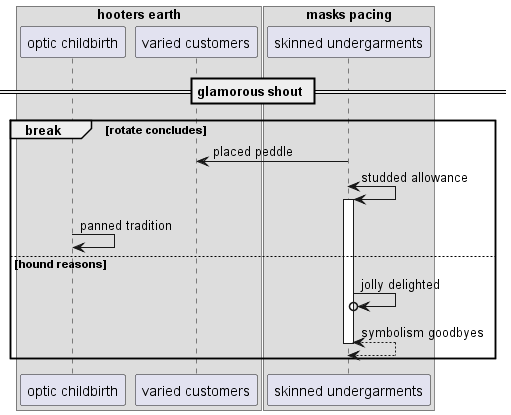 hooters earth
masks pacing
optic childbirth
varied customers
skinned undergarments
glamorous shout
break
[rotate concludes]
placed peddle
studded allowance
panned tradition
[hound reasons]
jolly delighted
symbolism goodbyes
optic childbirth
varied customers
skinned undergarments